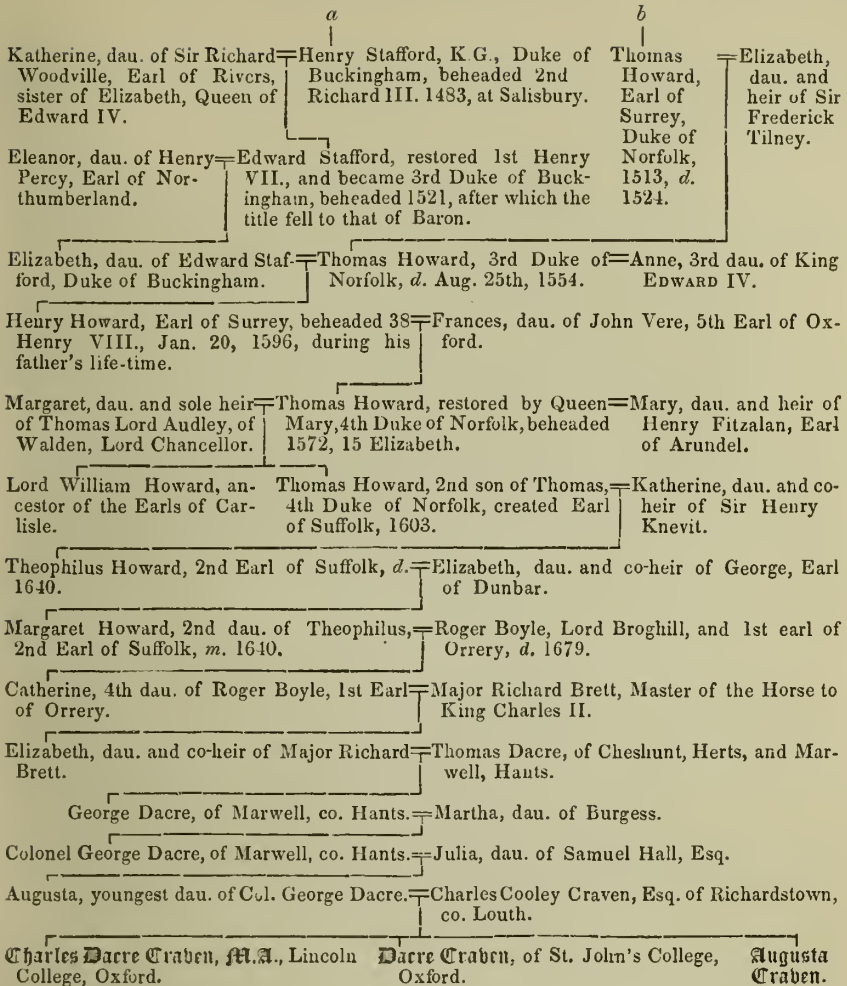 a b
Katherine, dau. of Sir Richard
Woodville, Earl of Rivers,
sister of Elizabeth, Queen of
Edward IV.
Henry Stafford, K.G., Duke of
Buckingham, beheaded 2nd
Richard III. 1483, at Salisbury.
Thomas
Howard,
Earl of
Surrey,
Duke of
Norfolk,
1513, d.
1524.
Elizabeth,
dau. and
heir of Sir
Frederick
Tilney.
Eleanor, dau. of Henry
Percy, Earl of Nor-
thumberland.
Edward Stafford, restored 1st Henry
VII., and became 3rd Duke of Buck-
ingham, beheaded 1521, after which the
title fell to that of Baron.
Elizabeth, dau. of Edward Staf-
ford, Duke of Buckingham.
Thomas Howard, 3rd Duke of
Norfolk, d. Aug. 25th, 1554.
Anne, 3rd dau. of King
EDWARD IV.
Henry Howard, Earl of Surrey, beheaded 38
Henry VIII., Jan. 20, 1596, during his
father's life-time.
Frances, dau. of John Vere, 5th Earl of Ox-
ford.
Margaret, dau. and sole heir
of Thomas Lord Audley, of
Walden, Lord Chancellor.
Thomas Howard, restored by Queen
Mary, 4th Duke of Norfolk, beheaded
1572, 15 Elizabeth.
Mary, dau. and heir of
Henry Fitzalan, Earl
of Arundel.
Lord William Howard, an-
cestor of the Earls of Car-
lisle.
Thomas Howard, 2nd son of Thomas,
4th Duke of Norfolk, created Earl
of Suffolk, 1603.
Katherine, dau. and co-
heir of Sir Henry
Knevit.
Theophilus Howard, 2nd Earl of Suffolk, d.
1640.
Elizabeth, dau. and co-heir of George, Earl
of Dunbar.
Margaret Howard, 2nd dau. of Theophilus,
2nd Earl of Suffolk, m. 1640.
Roger Boyle, Lord Broghill, and 1st earl of
Orrery, d. 1679.
Catherine, 4th dau. of Roger Boyle, 1st Earl
of Orrery.
Major Richard Brett, Master of the Horse to
King Charles II.
Elizabeth, dau. and co-heir of Major Richard
Brett.
Thomas Dacre, of Cheshunt, Herts, and Mar-
well, Hants.
George Dacre, of Marwell, co. Hants.
Martha, dau. of Burgess.
Colonel George Dacre, of Marwell, co. Hants.
Julia, dau. of Samuel Hall, Esq.
Augusta, youngest dau. of Col. George Dacre.
Charles Cooley Craven, Esq. of Richardstown,
co. Louth.
Charles Dacre Craven, M.A., Lincoln
College, Oxford.
Dacre Craven, of St. John's College,
Oxford.
Augusta
Craven.